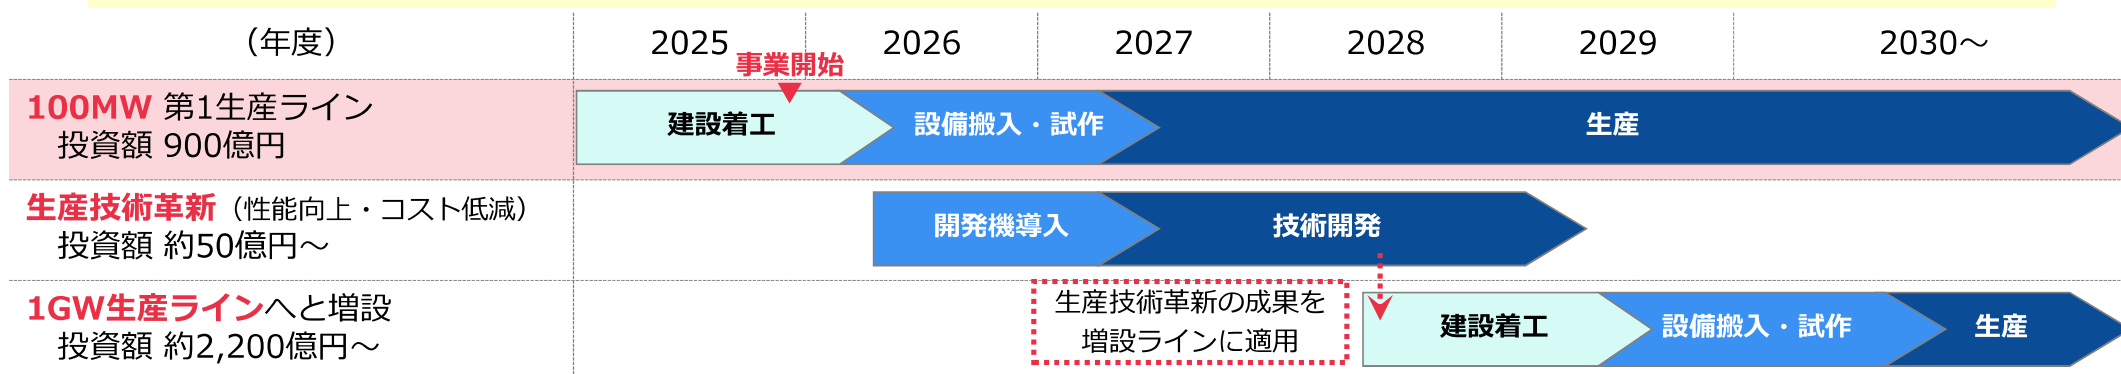 （年度）
2025
2026
2027
2028
2029
2030～
事業開始
100MW 第1生産ライン
投資額 900億円
建設着工
設備搬入・試作
生産
生産技術革新（性能向上・コスト低減）
投資額 約50億円～
開発機導入
技術開発
1GW生産ラインへと増設
投資額 約2,200億円～
生産技術革新の成果を
増設ラインに適用
建設着工
設備搬入・試作
生産